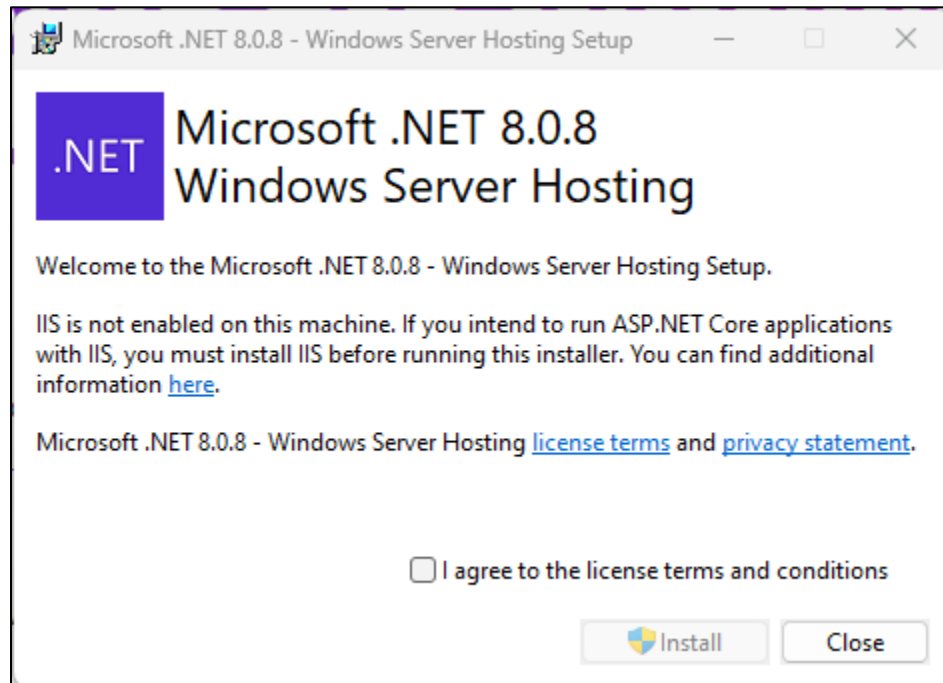 Microsoft .NET 8.0.8 - Windows Server Hosting Setup
.NET
Microsoft .NET 8.0.8
Windows Server Hosting
Welcome to the Microsoft .NET 8.0.8 - Windows Server Hosting Setup.
IIS is not enabled on this machine. If you intend to run ASP.NET Core applications
with IIS, you must install IIS before running this installer. You can find additional
information here.
Microsoft .NET 8.0.8 - Windows Server Hosting license terms and privacy statement.
I agree to the license terms and conditions
Install
Close